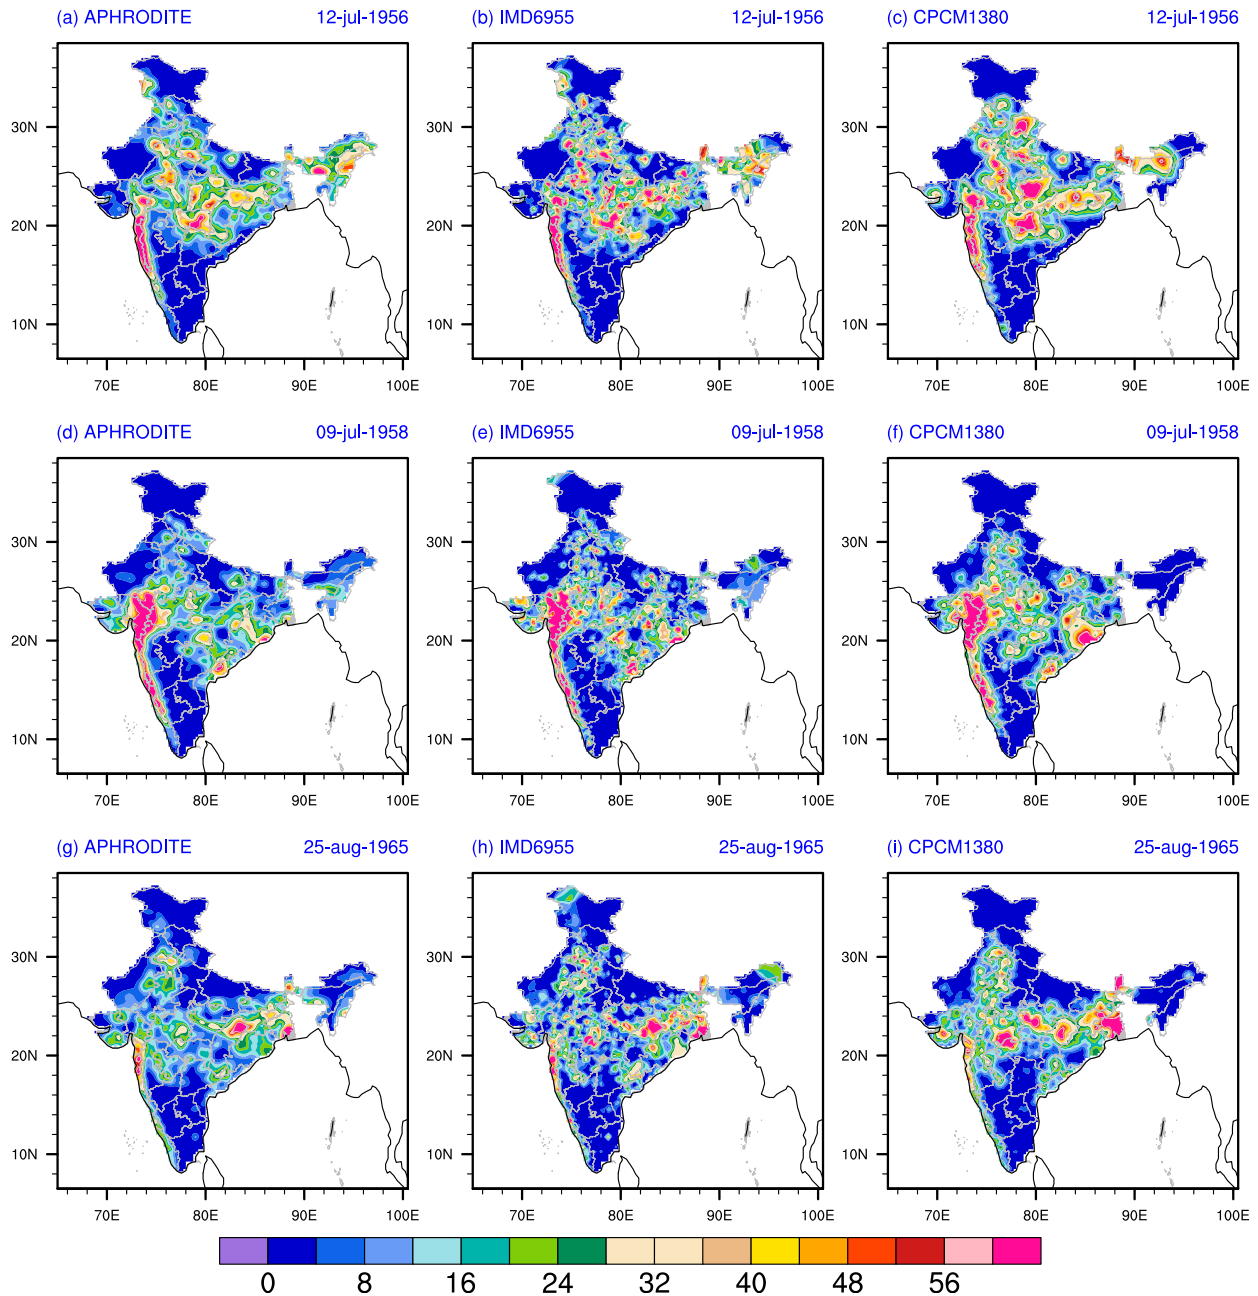 (a) APHRODITE 12-jul-1956 (b) IMD6955 12-jul-1956 (c) CPCM1380 12-jul-1956
30N 30N 30N
20N 20N 20N
10N 10N 10N
70E 80E 90E 100E 70E 80E 90E 100E 70E 80E 90E 100E
(d) APHRODITE 09-jul-1958 (e) IMD6955 09-jul-1958 (f) CPCM1380 09-jul-1958
30N 30N 30N
20N 20N 20N
10N 10N 10N
70E 80E 90E 100E 70E 80E 90E 100E 70E 80E 90E 100E
(g) APHRODITE 25-aug-1965 (h) IMD6955 25-aug-1965 (i) CPCM1380 25-aug-1965
30N 30N 30N
20N 20N 20N
10N 10N 10N
70E 80E 90E 100E 70E 80E 90E 100E 70E 80E 90E 100E
0 8 16 24 32 40 48 56